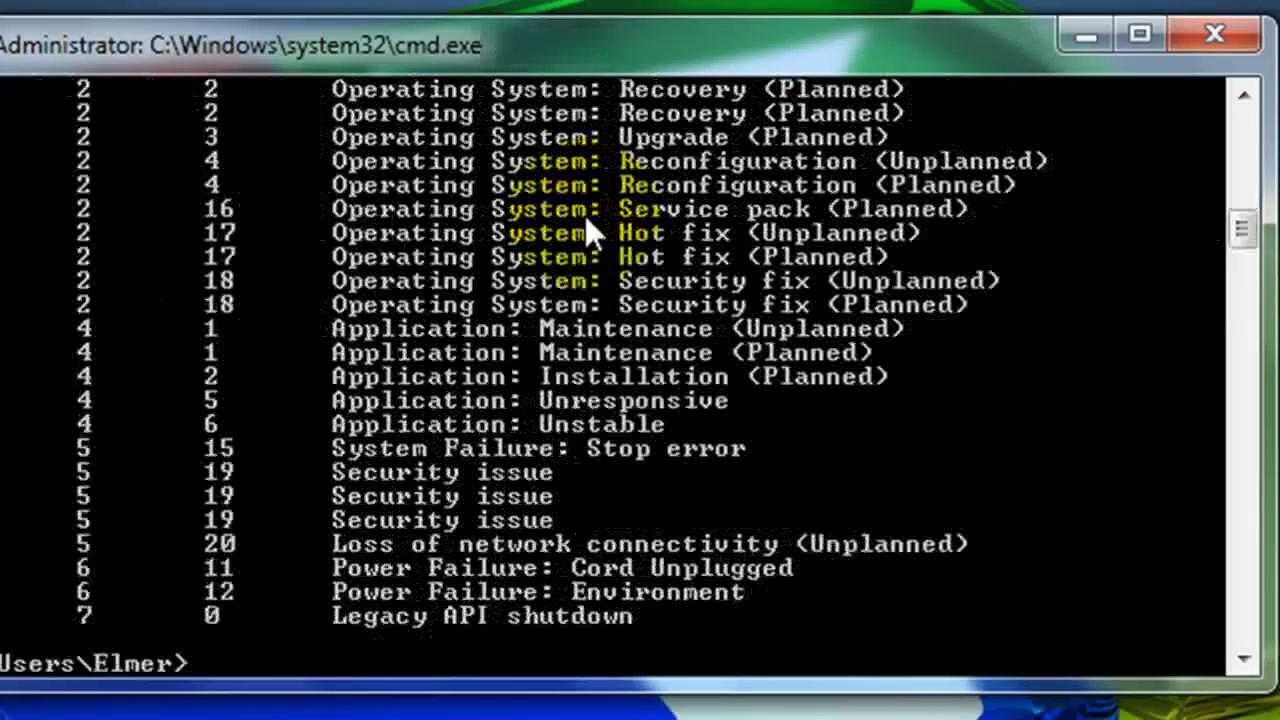 Administrator: C:\Windows\system32\cmd.exe
2 2 Operating System: Recovery (Planned)
2 2 Operating System: Recovery (Planned)
2 3 Operating System: Upgrade (Planned)
2 4 Operating System: Reconfiguration (Unplanned)
2 4 Operating System: Reconfiguration (Planned)
2 16 Operating System: Service pack (Planned)
2 17 Operating System: Hot fix (Unplanned)
2 17 Operating System: Hot fix (Planned)
2 18 Operating System: Security fix (Unplanned)
2 18 Operating System: Security fix (Planned)
4 1 Application: Maintenance (Unplanned)
4 1 Application: Maintenance (Planned)
4 2 Application: Installation (Planned)
4 5 Application: Unresponsive
4 6 Application: Unstable
5 15 System Failure: Stop error
5 19 Security issue
5 19 Security issue
5 19 Security issue
5 20 Loss of network connectivity (Unplanned)
6 11 Power Failure: Cord Unplugged
6 12 Power Failure: Environment
7 0 Legacy API shutdown
Users\Elmer>